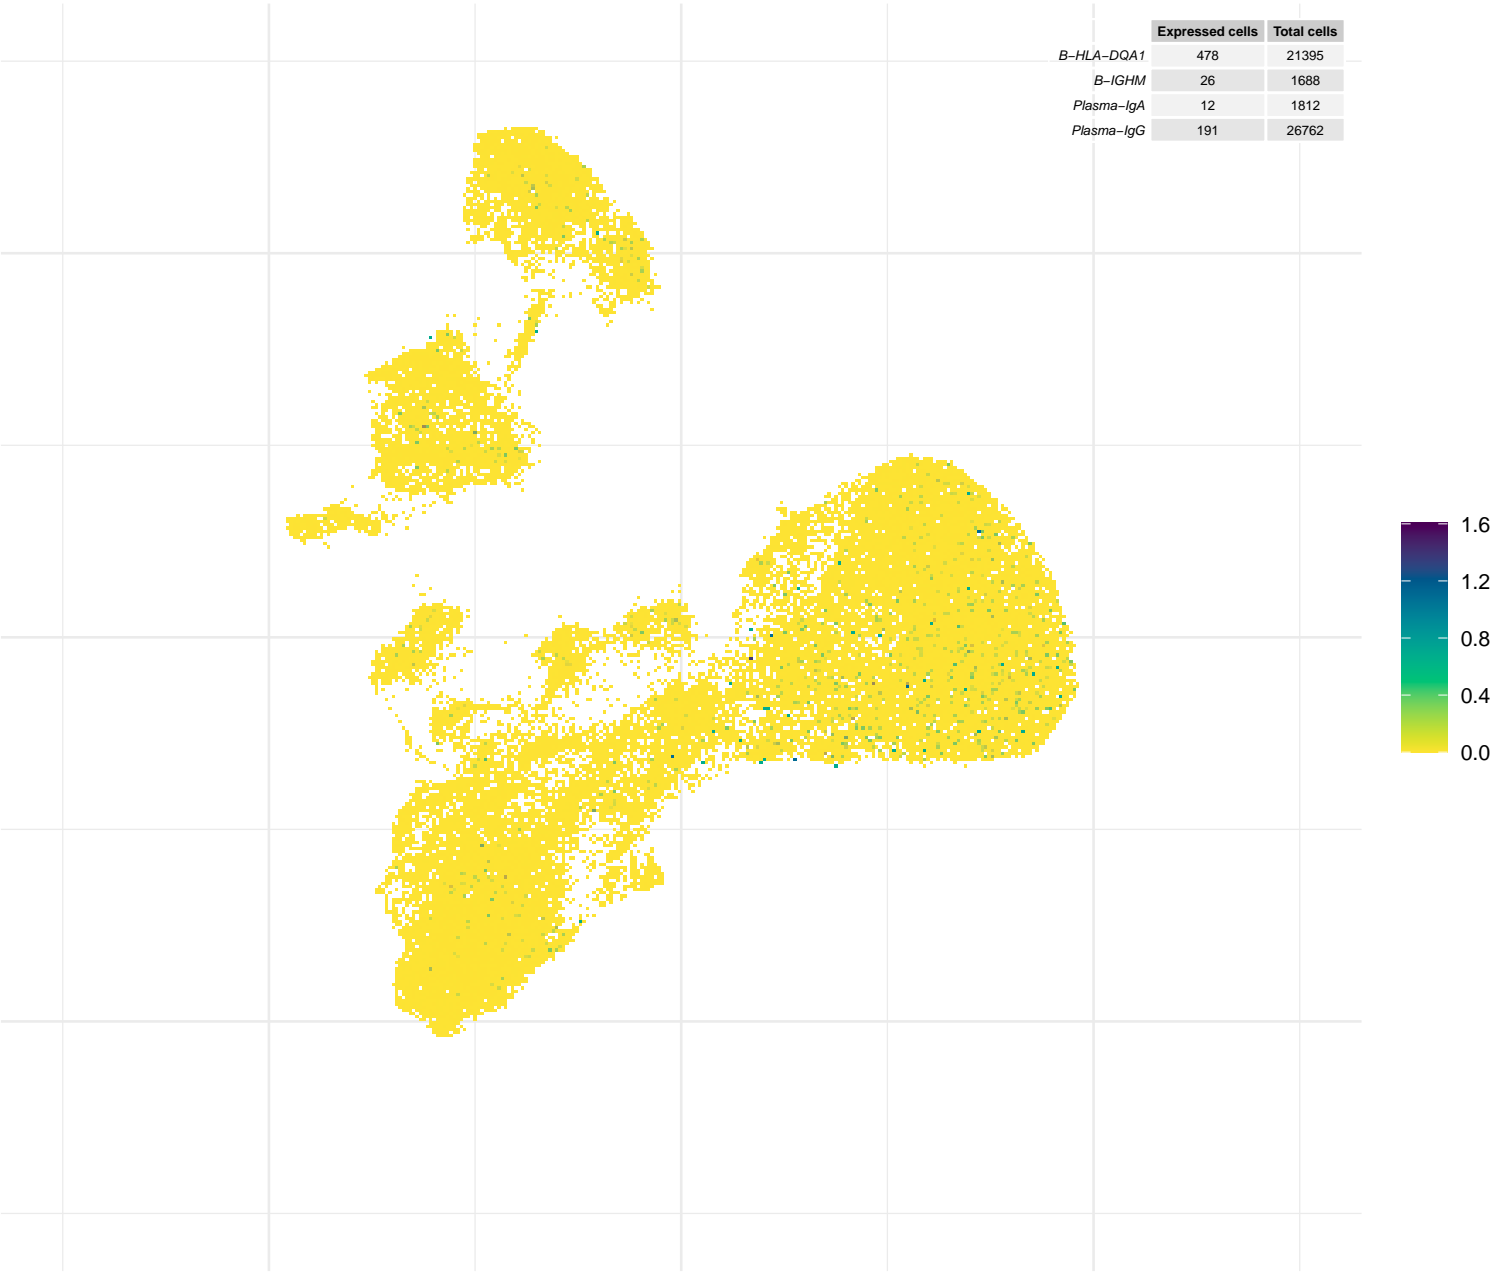 Expressed cells Total cells
B−HLA−DQA1 478 21395
B−IGHM 26 1688
Plasma−IgA 12 1812
Plasma−IgG 191 26762
1.6
1.2
0.8
0.4
0.0